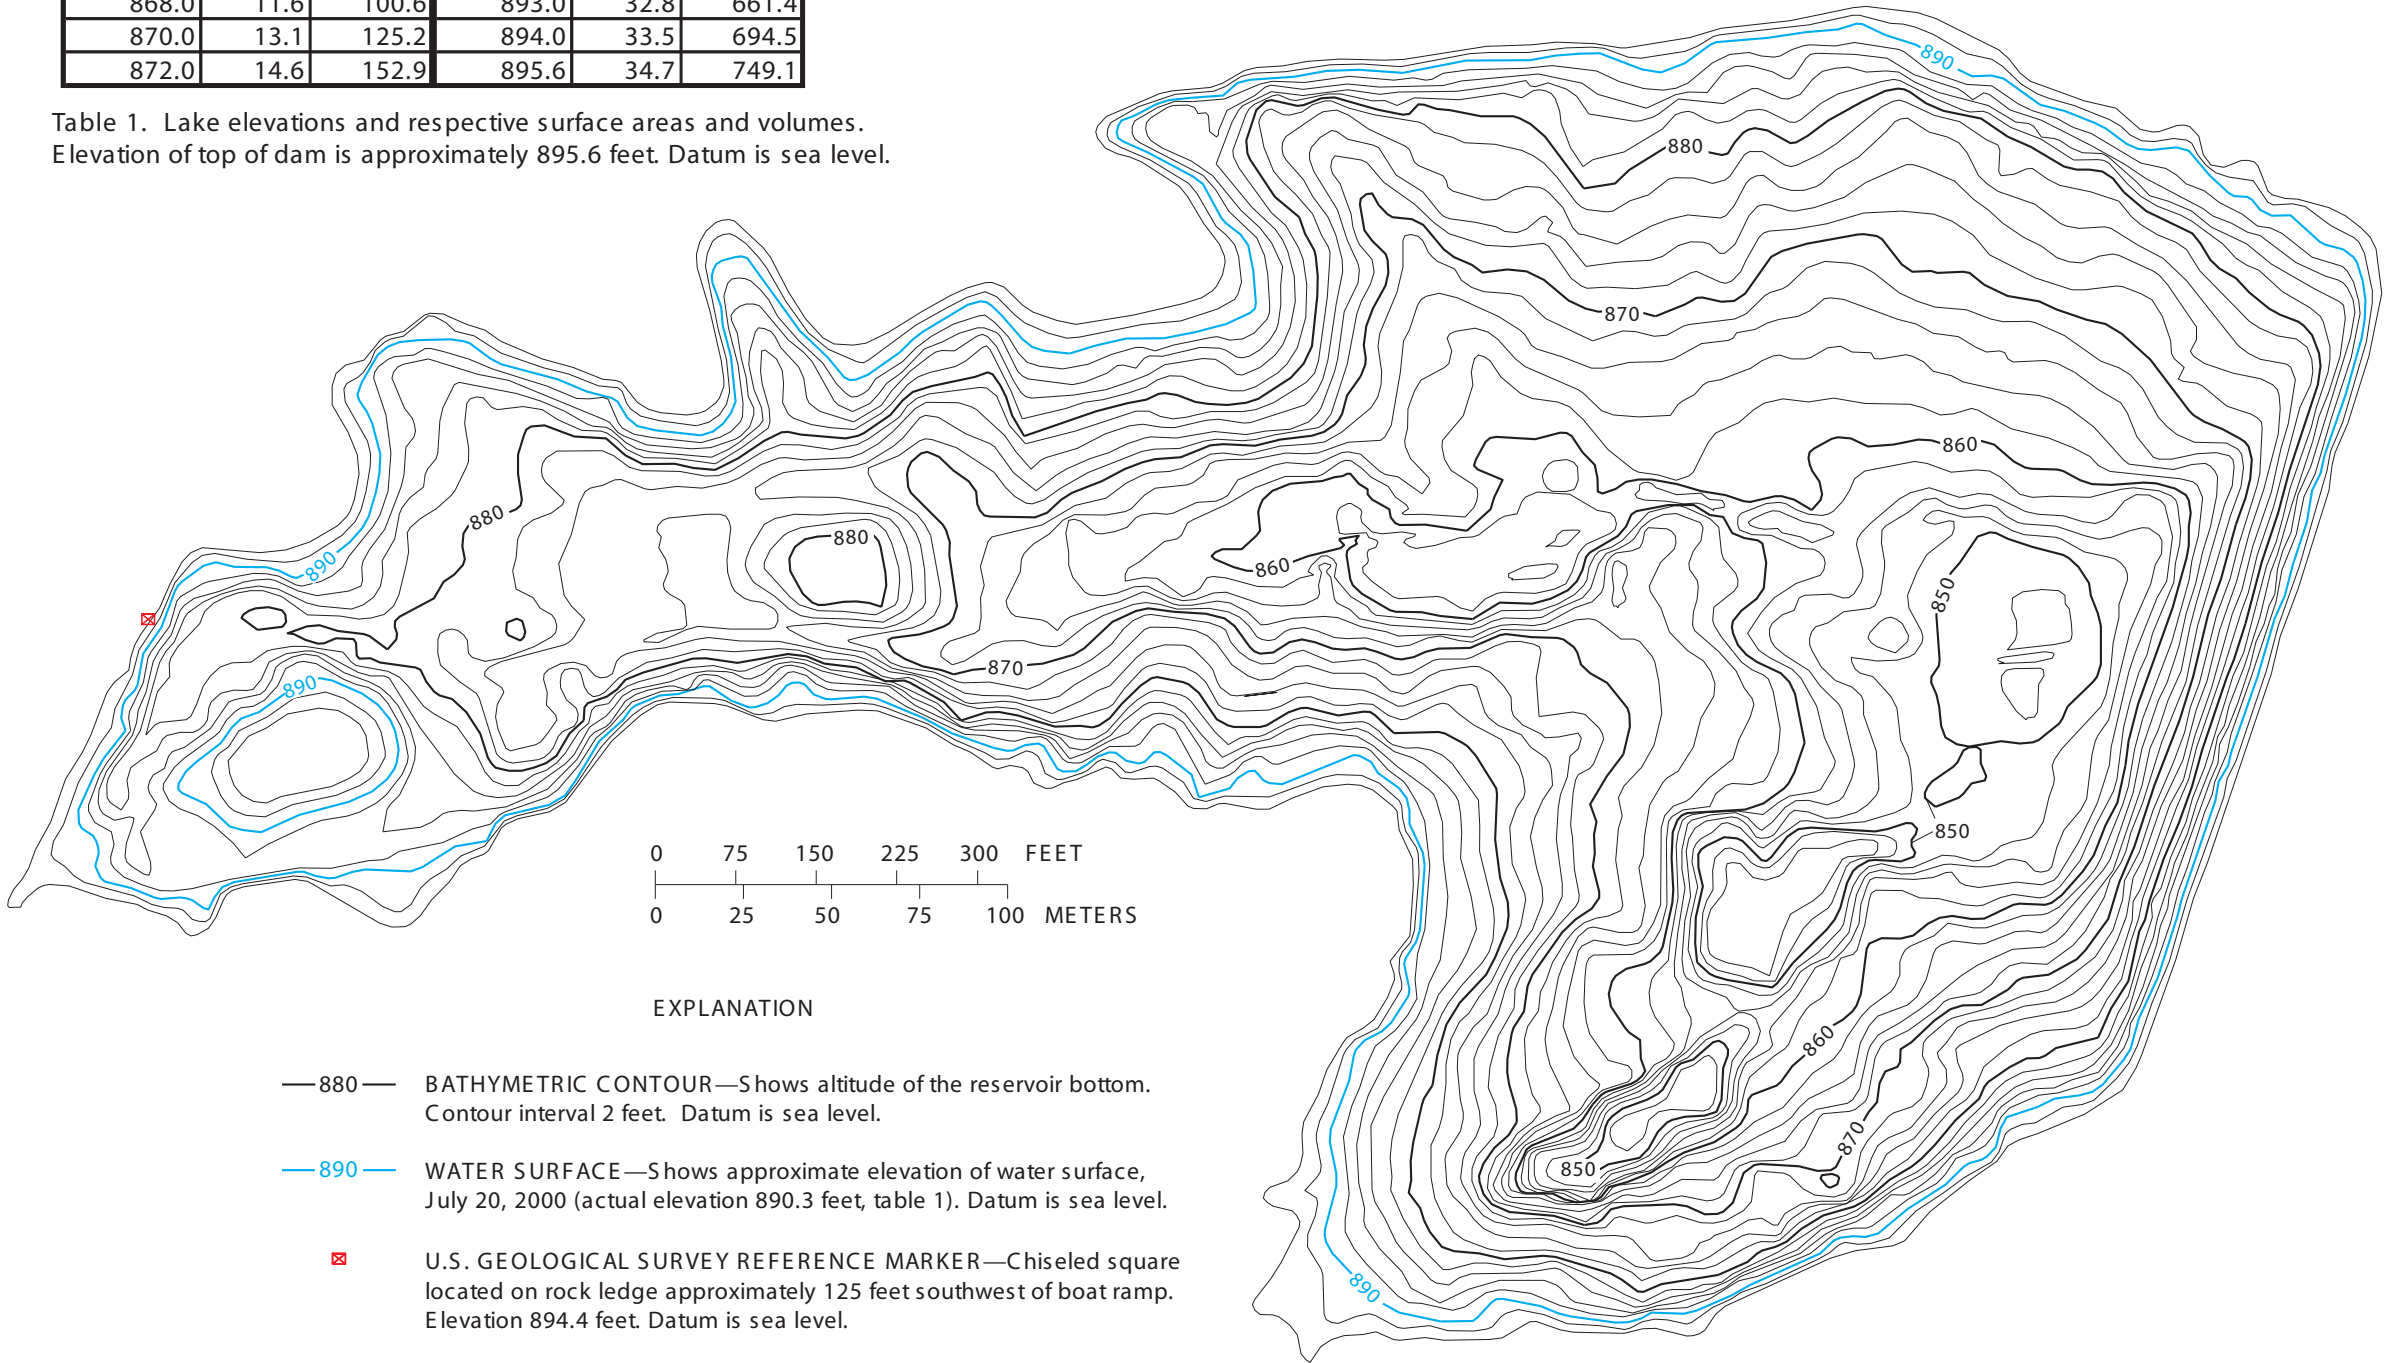 868.0 11.6 100.6 893.0 32.8 661.4
870.0 13.1 125.2 894.0 33.5 694.5
872.0 14.6 152.9 895.6 34.7 749.1
Table 1. Lake elevations and respective surface areas and volumes.
Elevation of top of dam is approximately 895.6 feet. Datum is sea level.
890
880
870
860
880
880
890
860
850
870
890
850
0 75 150 225 300 FEET
0 25 50 75 100 METERS
860
870
850
890
EXPLANATION
880 BATHYMETRIC CONTOUR—Shows altitude of the reservoir bottom.
Contour interval 2 feet. Datum is sea level.
890 WATER SURFACE—Shows approximate elevation of water surface,
July 20, 2000 (actual elevation 890.3 feet, table 1). Datum is sea level.
U.S. GEOLOGICAL SURVEY REFERENCE MARKER—Chiseled square
located on rock ledge approximately 125 feet southwest of boat ramp.
Elevation 894.4 feet. Datum is sea level.